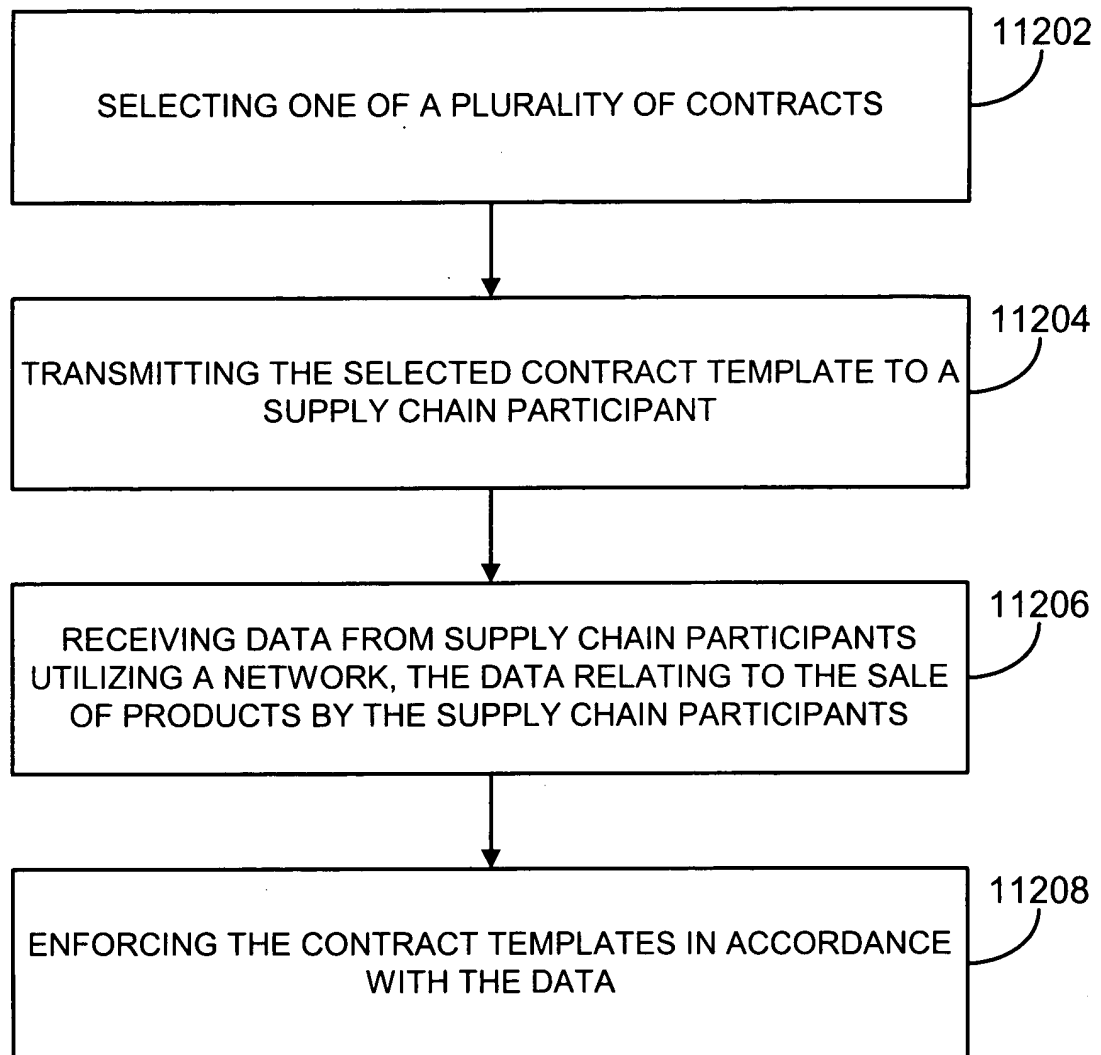 11202
SELECTING ONE OF A PLURALITY OF CONTRACTS
11204
TRANSMITTING THE SELECTED CONTRACT TEMPLATE TO A
SUPPLY CHAIN PARTICIPANT
11206
RECEIVING DATA FROM SUPPLY CHAIN PARTICIPANTS
UTILIZING A NETWORK, THE DATA RELATING TO THE SALE
OF PRODUCTS BY THE SUPPLY CHAIN PARTICIPANTS
11208
ENFORCING THE CONTRACT TEMPLATES IN ACCORDANCE
WITH THE DATA